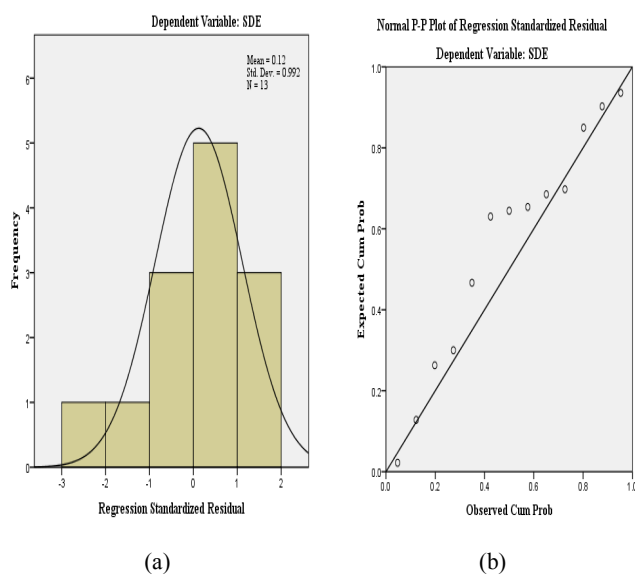 Dependent Variable: SDE
Mean = 0.12
Std. Dev. = 0.992
N = 13
6
5
4
3
2
1
0
Frequency
-3
-2
-1
0
1
2
Regression Standardized Residual
(a)
Normal P-P Plot of Regression Standardized Residual
Dependent Variable: SDE
1.0
0.8
0.6
0.4
0.2
0.0
Expected Cum Prob
0.0
0.2
0.4
0.6
0.8
1.0
Observed Cum Prob
(b)